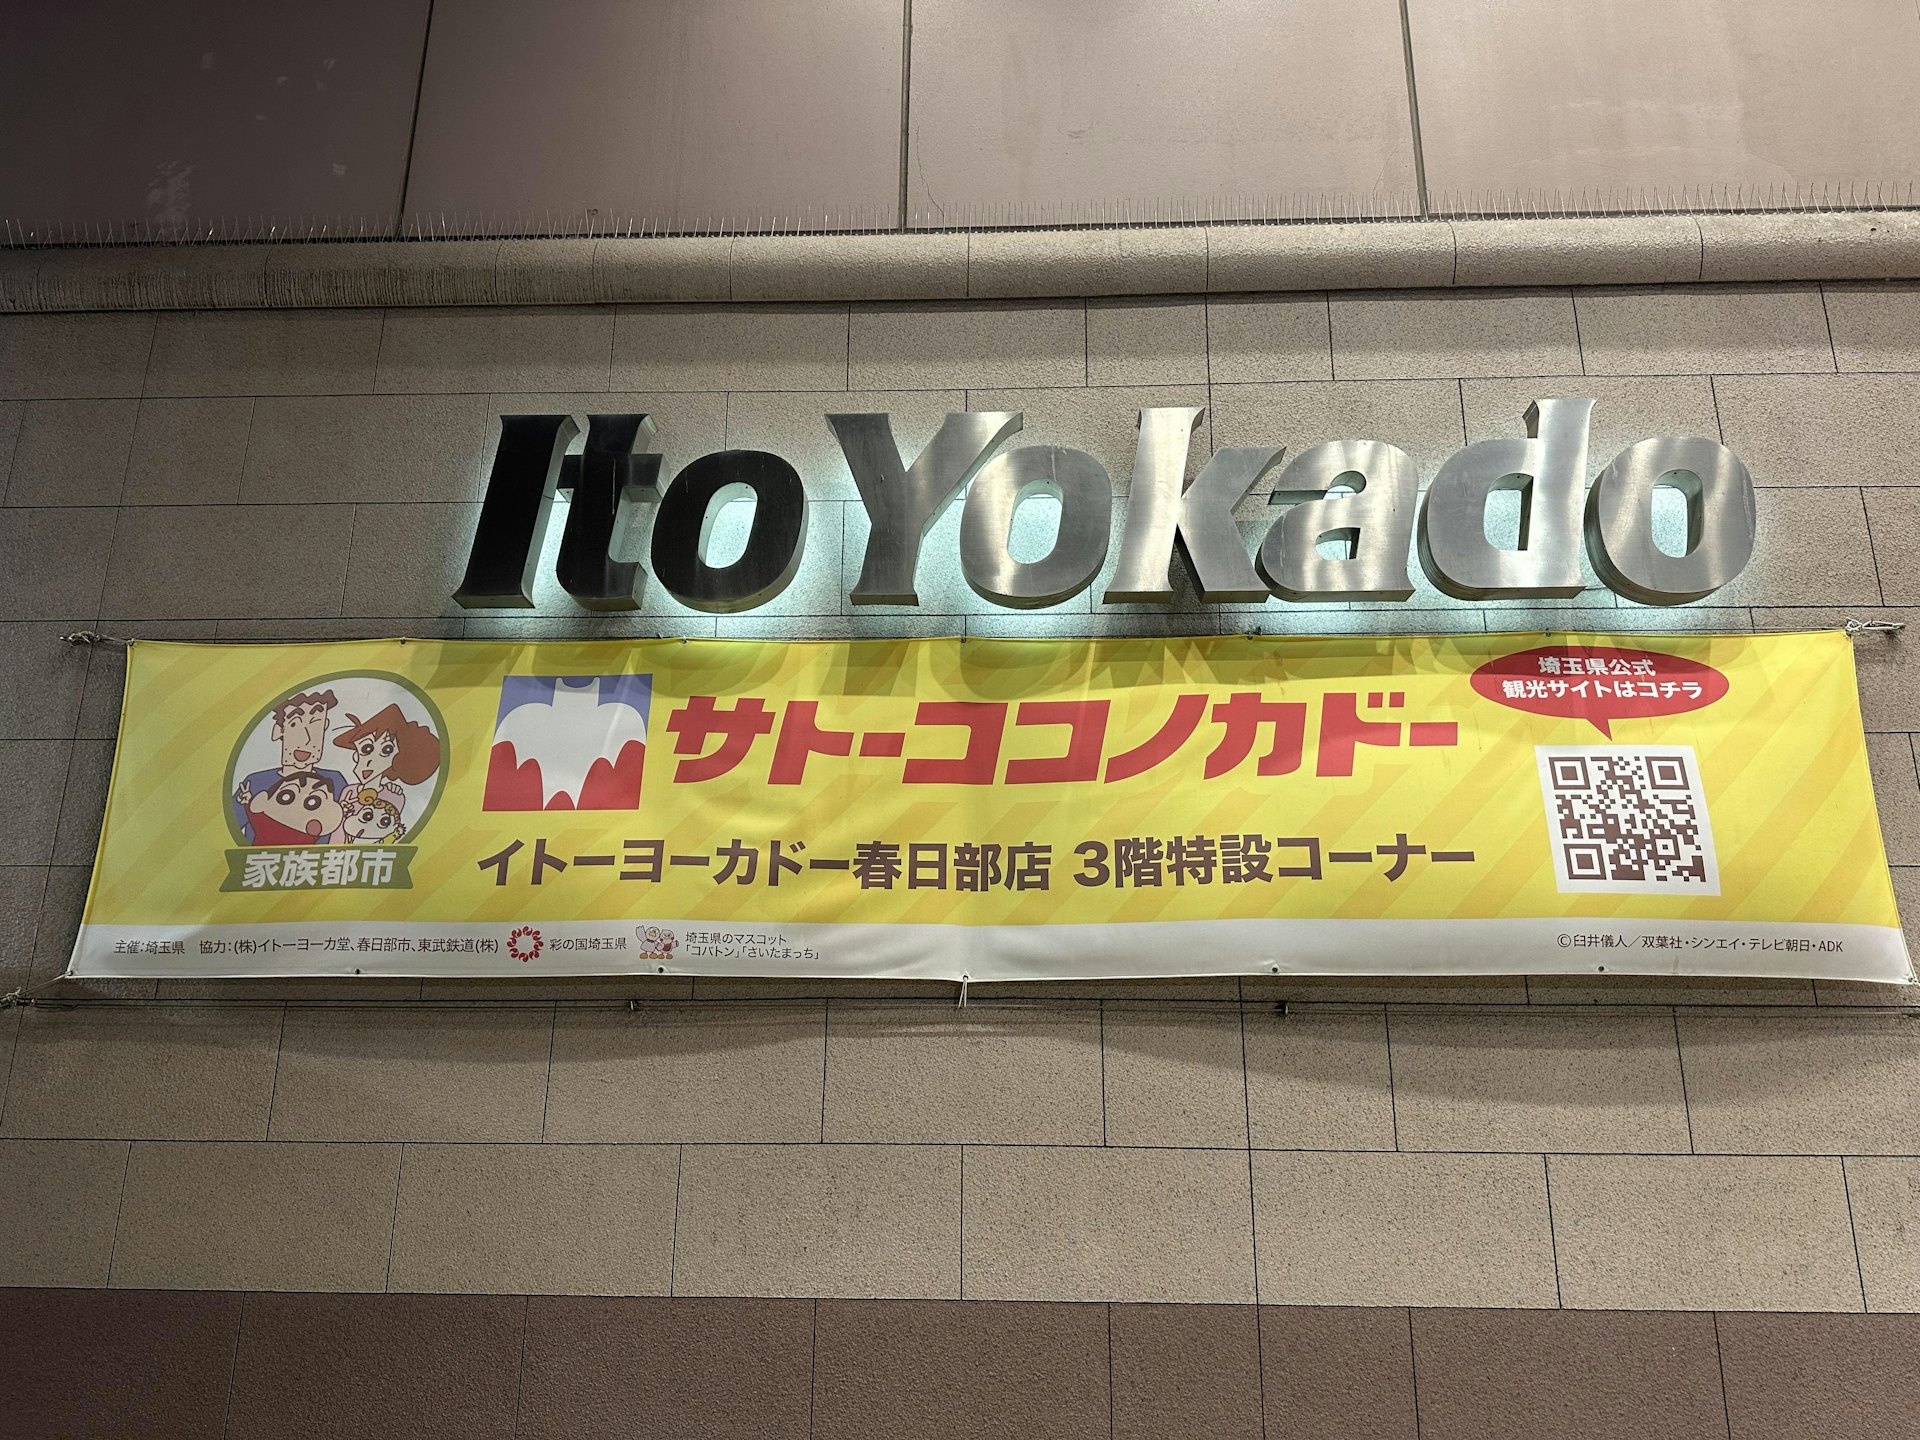 ItoYokado
埼玉県公式
観光サイトはコチラ
サトーココノカドー
イトーヨーカドー春日部店 3階特設コーナー
家族都市
主催:埼玉県 協力:(株)イトーヨーカ堂、春日部市、東武鉄道(株)
彩の国埼玉県
埼玉県のマスコット
「コバトン」「さいたまっち」
©臼井儀人/双葉社・シンエイ・テレビ朝日・ADK